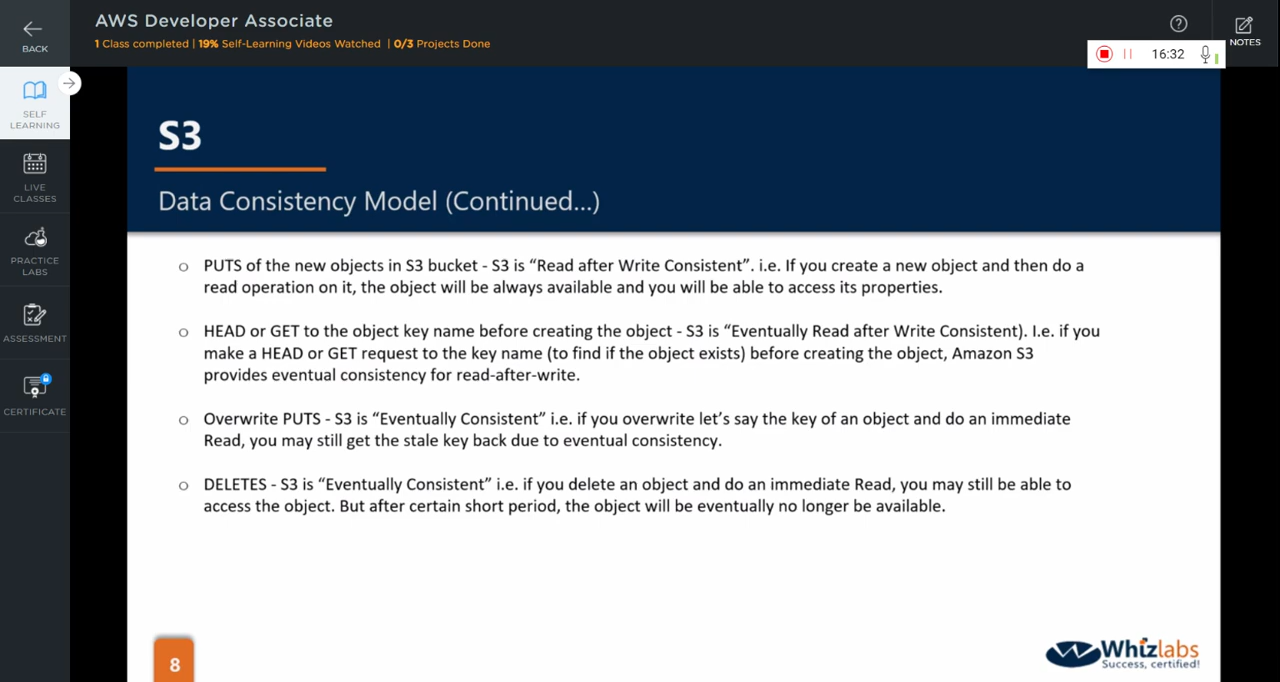 BACK
AWS Developer Associate
1 Class completed | 19% Self-Learning Videos Watched | 0/3 Projects Done
NOTES
16:32
SELF
LEARNING
LIVE
CLASSES
PRACTICE
LABS
ASSESSMENT
CERTIFICATE
S3
Data Consistency Model (Continued...)
PUTS of the new objects in S3 bucket - S3 is “Read after Write Consistent”. i.e. If you create a new object and then do a
read operation on it, the object will be always available and you will be able to access its properties.
HEAD or GET to the object key name before creating the object - S3 is “Eventually Read after Write Consistent). I.e. if you
make a HEAD or GET request to the key name (to find if the object exists) before creating the object, Amazon S3
provides eventual consistency for read-after-write.
Overwrite PUTS - S3 is “Eventually Consistent” i.e. if you overwrite let’s say the key of an object and do an immediate
Read, you may still get the stale key back due to eventual consistency.
DELETES - S3 is “Eventually Consistent” i.e. if you delete an object and do an immediate Read, you may still be able to
access the object. But after certain short period, the object will be eventually no longer be available.
8
Whizlabs
Success, certified!